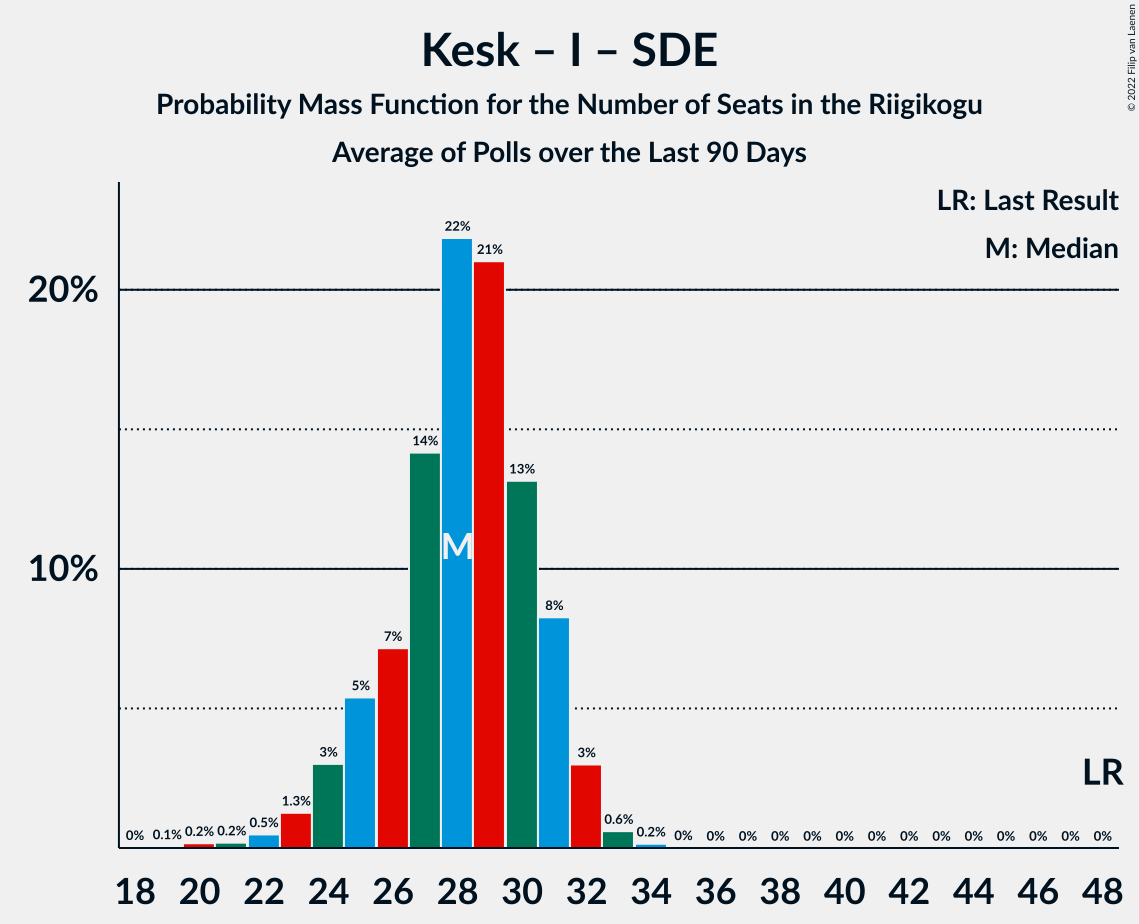 Kesk – I – SDE
Probability Mass Function for the Number of Seats in the Riigikogu
Average of Polls over the Last 90 Days
© 2022 Filip van Laenen
LR: Last Result
M: Median
20%
10%
0% 0.1% 0.2% 0.2% 0.5% 1.3% 3% 5% 7% 14% 22% 21% 13% 8% 3% 0.6% 0.2% 0% 0% 0% 0% 0% 0% 0% 0% 0% 0% 0% 0% 0% 0%
M
LR
18 20 22 24 26 28 30 32 34 36 38 40 42 44 46 48